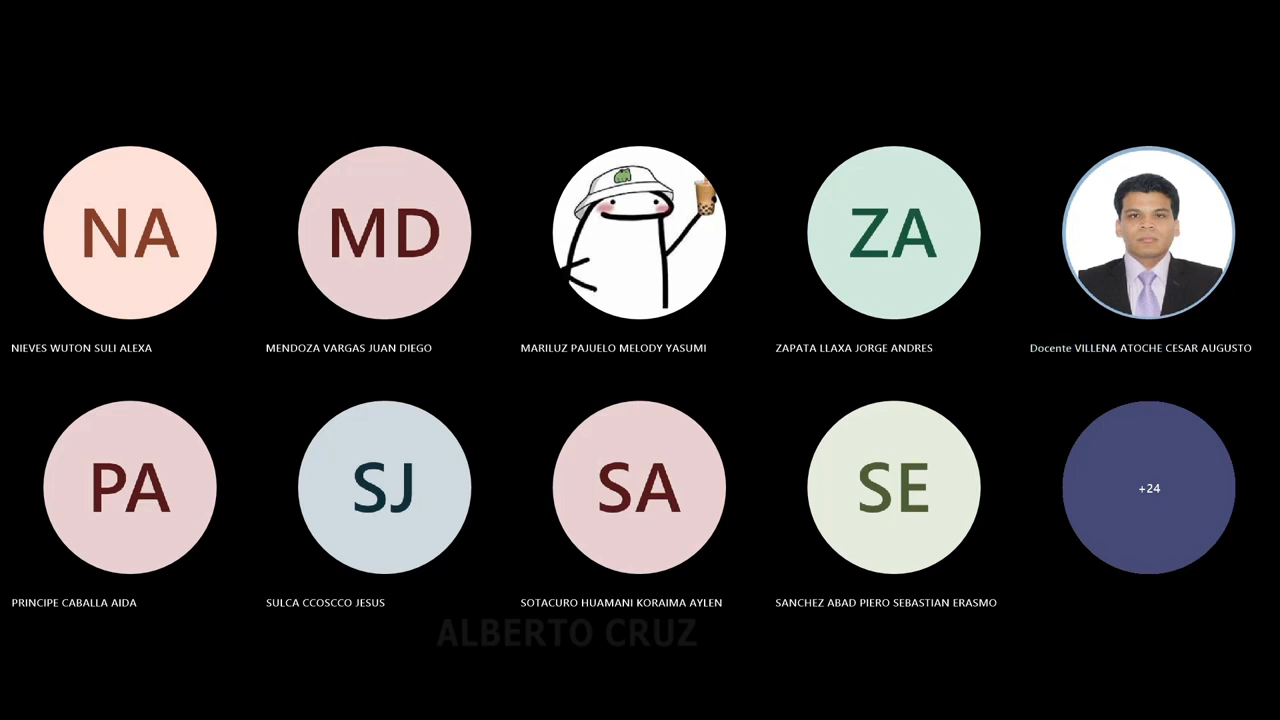 NA
MD
ZA
NIEVES WUTON SULI ALEXA
MENDOZA VARGAS JUAN DIEGO
MARILUZ PAJUELO MELODY YASUMI
ZAPATA LLAXA JORGE ANDRES
Docente VILLENA ATOCHE CESAR AUGUSTO
PA
SJ
SA
SE
+24
PRINCIPE CABALLA AIDA
SULCA CCOSCCO JESUS
SOTACURO HUAMANI KORAIMA AYLEN
SANCHEZ ABAD PIERO SEBASTIAN ERASMO
ALBERTO CRUZ